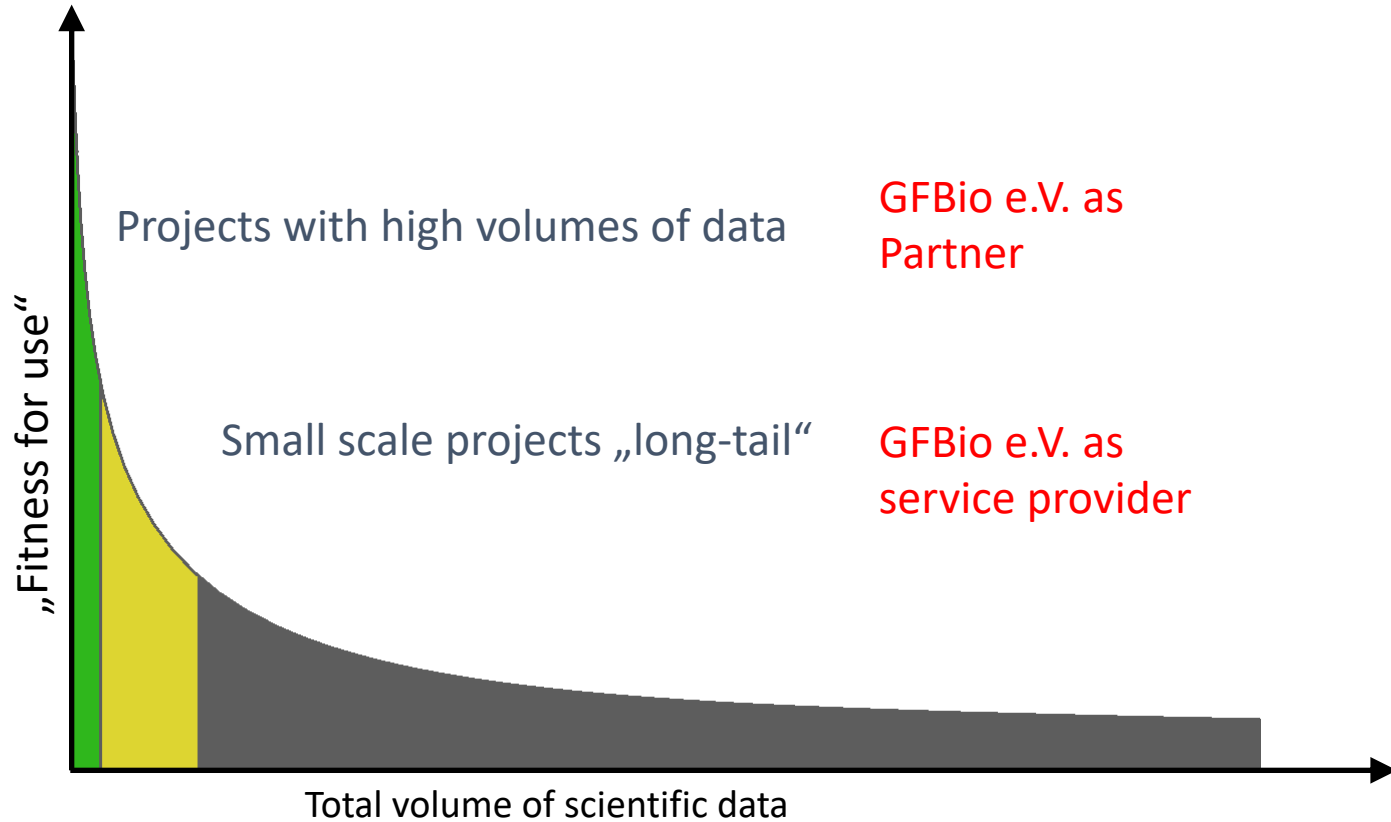 Projects with high volumes of data
GFBio e.V. as
Partner
Small scale projects „long-tail“
GFBio e.V. as
service provider
„Fitness for use“
Total volume of scientific data